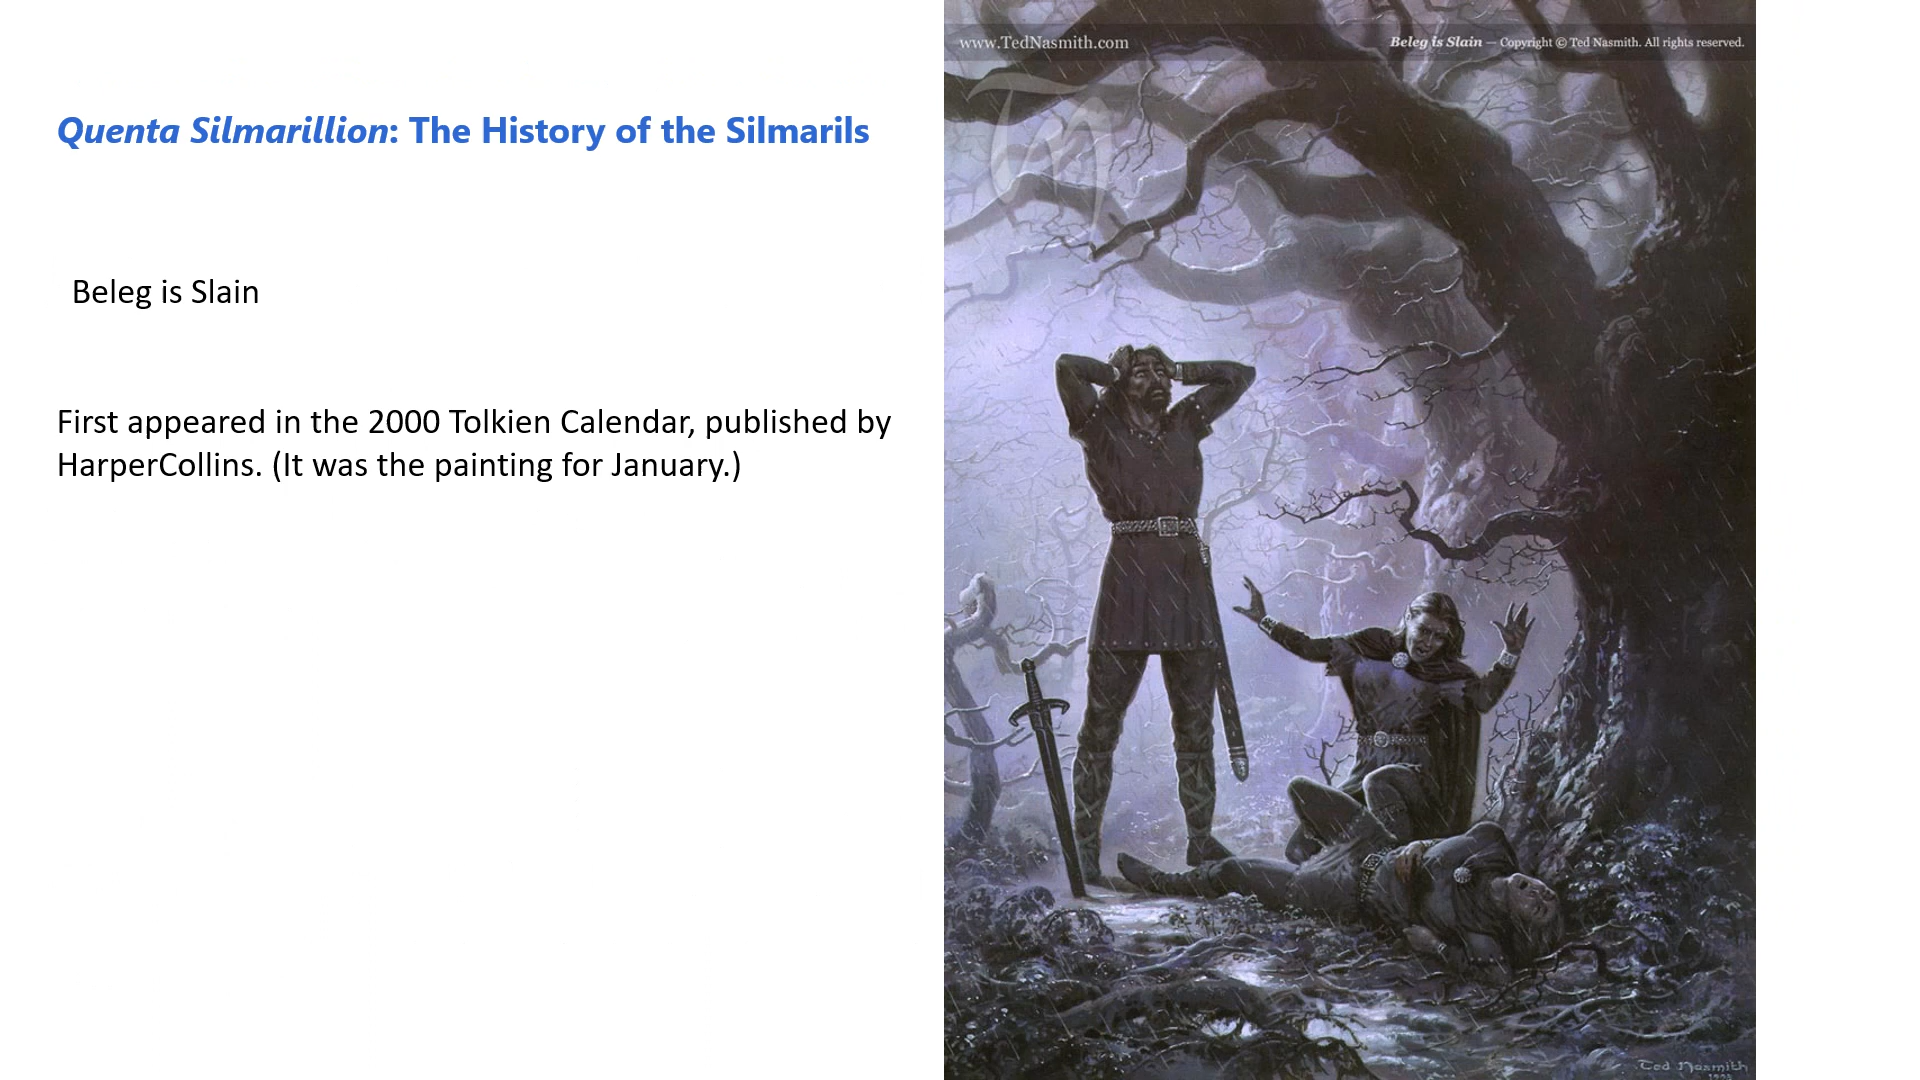 Quenta Silmarillion: The History of the Silmarils
Beleg is Slain
First appeared in the 2000 Tolkien Calendar, published by
HarperCollins. (It was the painting for January.)
www.TedNasmith.com
Beleg is Slain — Copyright © Ted Nasmith. All rights reserved.
Ted Nasmith